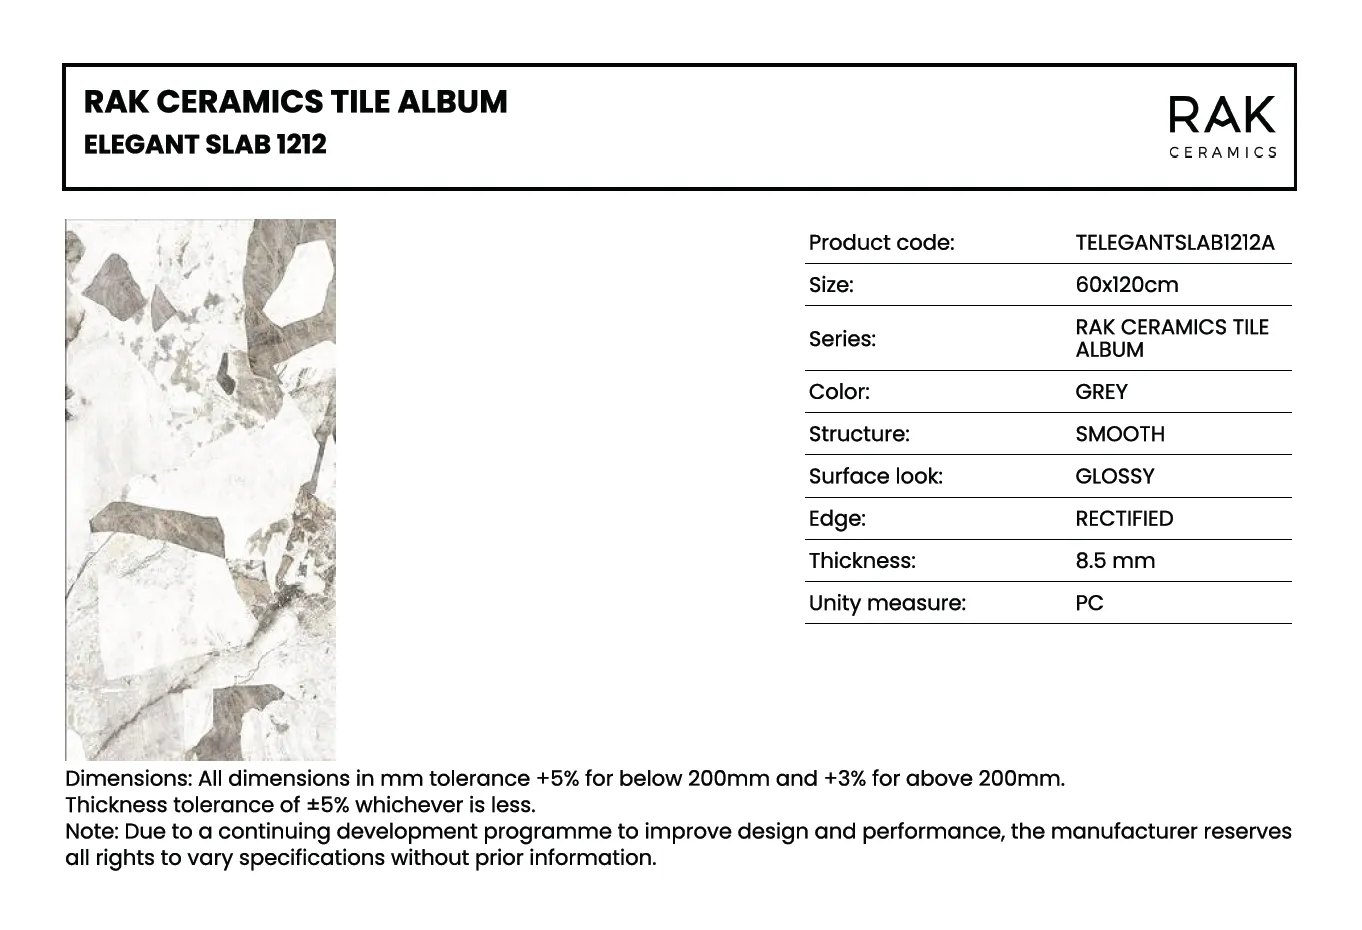 RAK CERAMICS TILE ALBUM
ELEGANT SLAB 1212
RAK
CERAMICS
Product code: TELEGANTSLAB1212A
Size: 60x120cm
Series: RAK CERAMICS TILE
ALBUM
Color: GREY
Structure: SMOOTH
Surface look: GLOSSY
Edge: RECTIFIED
Thickness: 8.5 mm
Unity measure: PC
Dimensions: All dimensions in mm tolerance +5% for below 200mm and +3% for above 200mm.
Thickness tolerance of ±5% whichever is less.
Note: Due to a continuing development programme to improve design and performance, the manufacturer reserves
all rights to vary specifications without prior information.